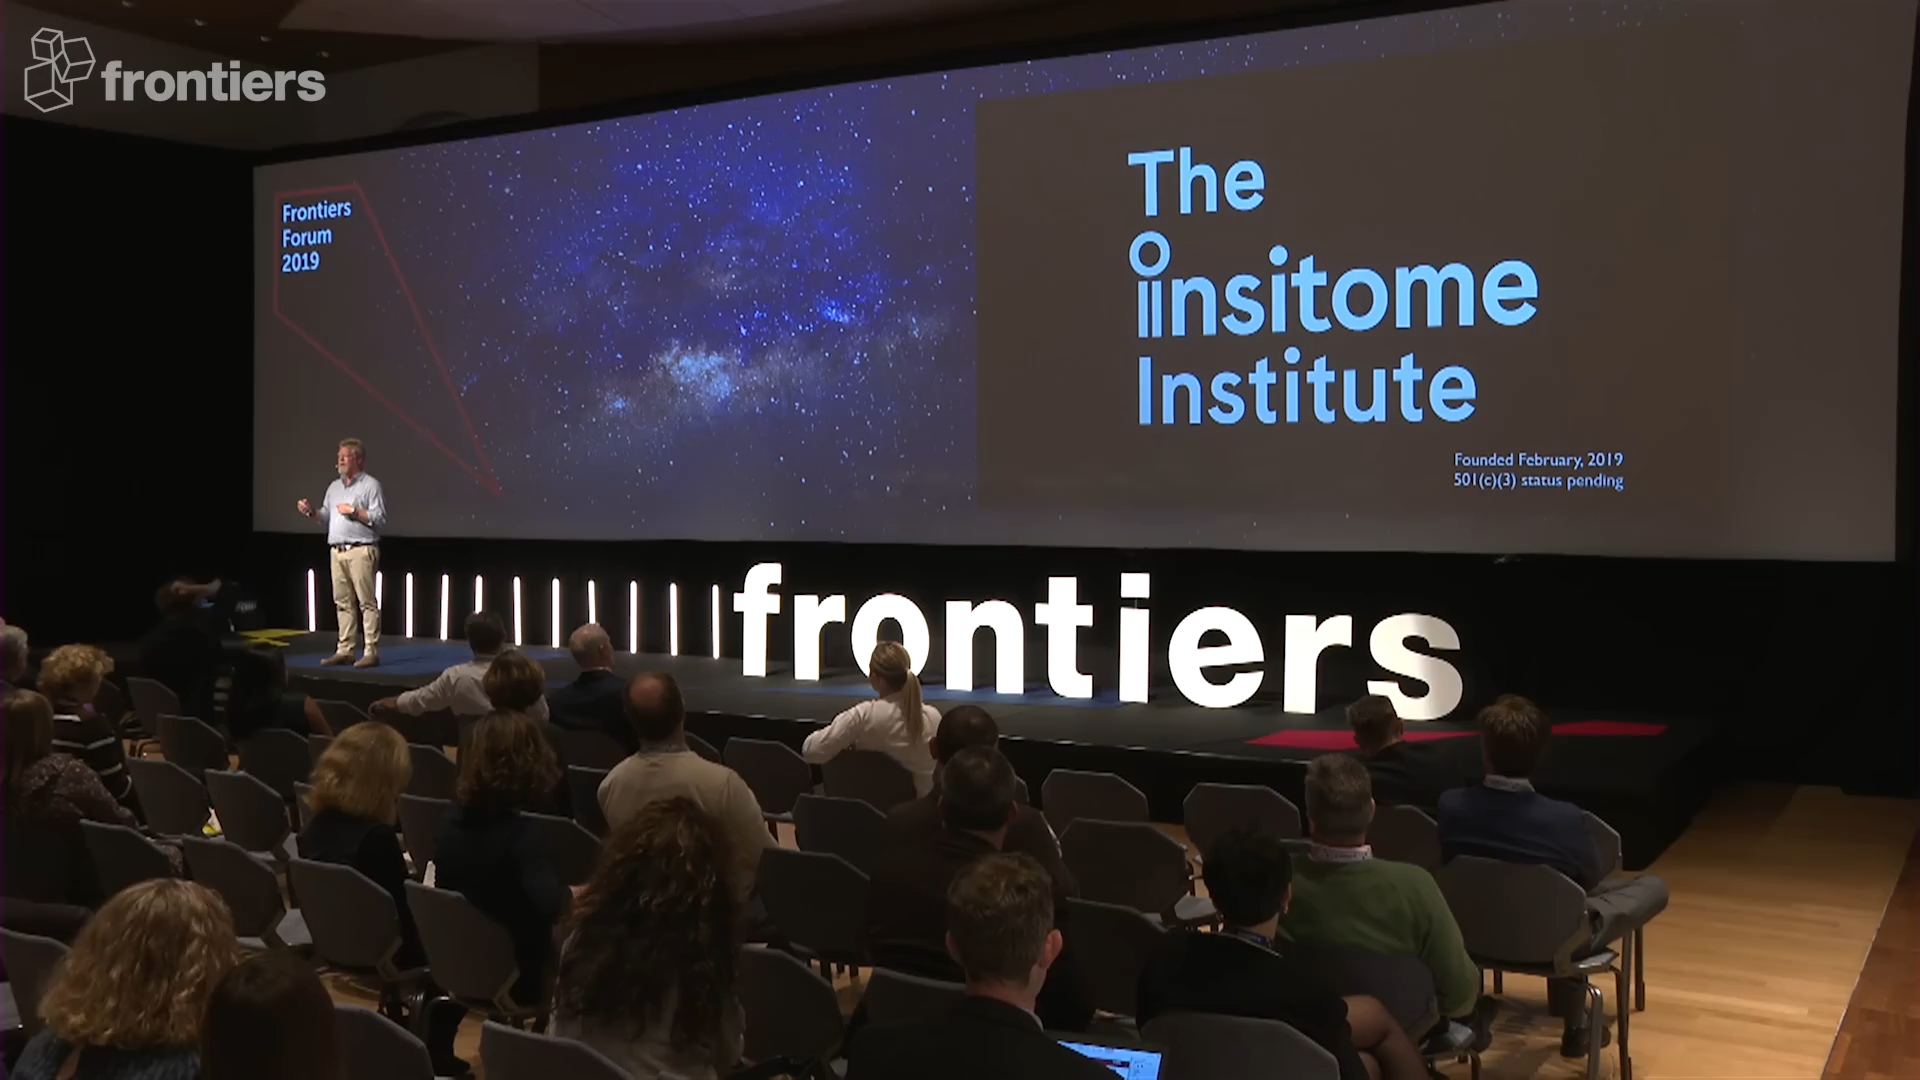 frontiers
Frontiers
Forum
2019
The
insitome
Institute
Founded February, 2019
501(c)(3) status pending
frontiers